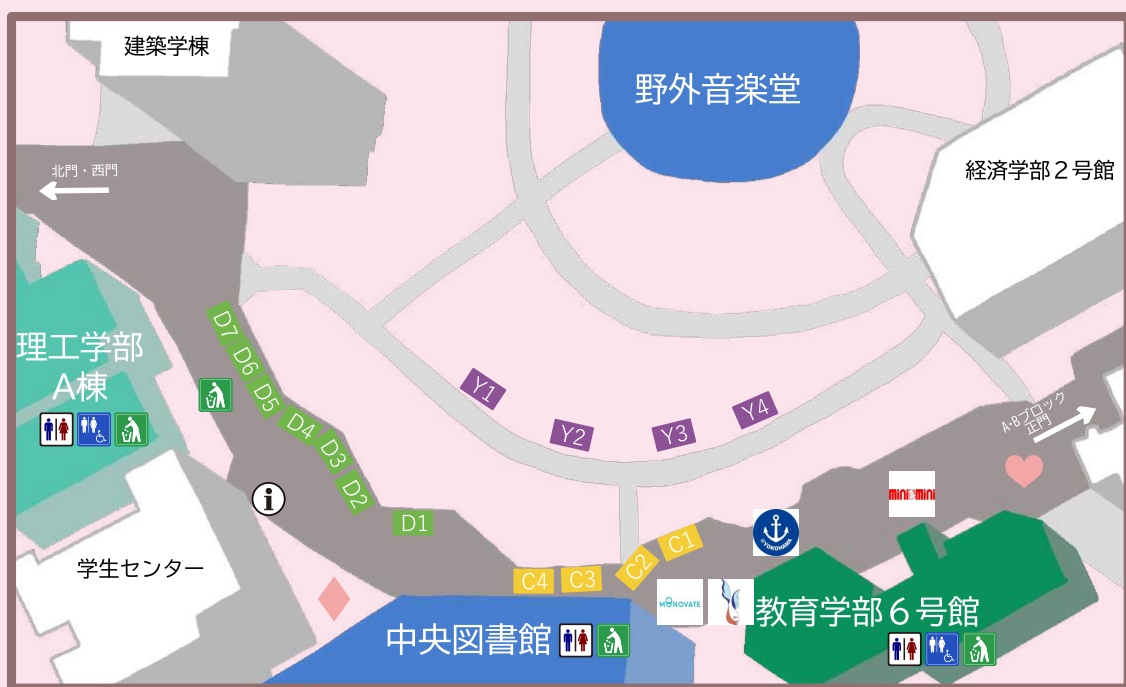 建築学棟
野外音楽堂
経済学部２号館
北門・西門
理工学部
A棟
D7
D6
D5
D4
D3
D2
D1
Y1
Y2
Y3
Y4
A・Bブロック
正門
mini mini
@YOKOHAMA
i
C1
C2
C3
C4
学生センター
MONOVATE
中央図書館
教育学部６号館